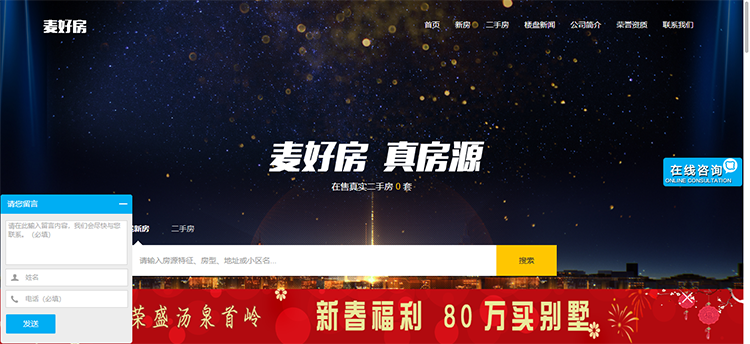 麦好房
首页 新房 二手房 楼盘新闻 公司简介 荣誉资质 联系我们
麦好房 真房源
在售真实二手房 0 套
在线咨询
ONLINE CONSULTATION
请您留言
请在此输入留言内容，我们会尽快与您联系。（必填）
姓名
电话（必填）
发送
新房 二手房
请输入房源特征、房型、地址或小区名...
搜索
荣盛汤泉首岭
新春福利 80万买别墅